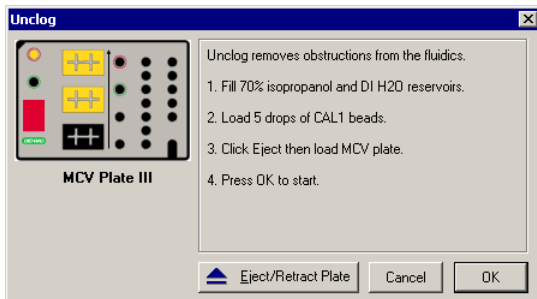 Unclog
Unclog removes obstructions from the fluidics.
1. Fill 70% isopropanol and DI H2O reservoirs.
2. Load 5 drops of CAL1 beads.
3. Click Eject then load MCV plate.
4. Press OK to start.
MCV Plate III
Eject/Retract Plate
Cancel
OK